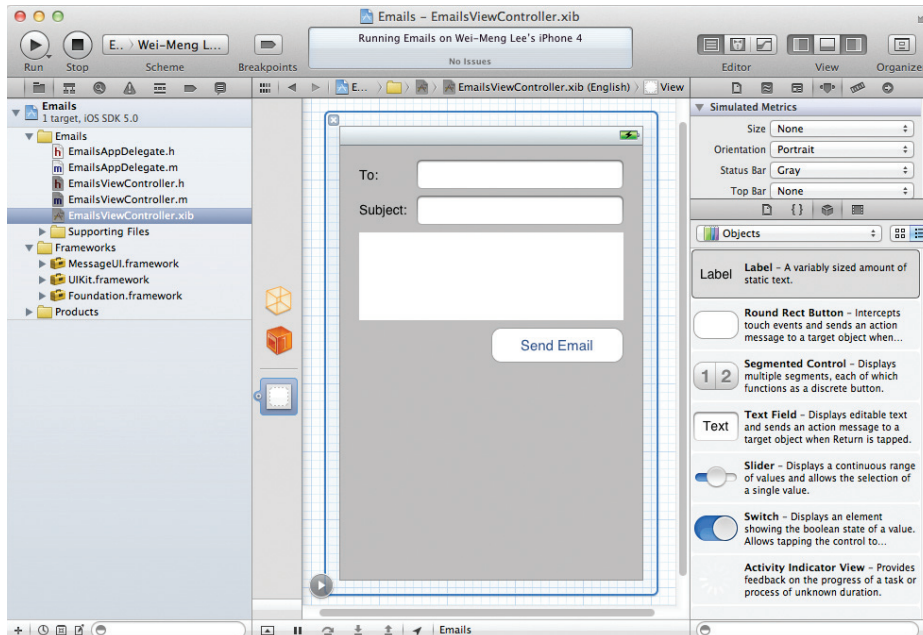 Emails – EmailsViewController.xib
E.. Wei-Meng L...
Running Emails on Wei-Meng Lee's iPhone 4
No Issues
Run Stop Scheme Breakpoints Editor View Organizer
E... EmailsViewController.xib (English) View
Emails
1 target, iOS SDK 5.0
Emails
h EmailsAppDelegate.h
m EmailsAppDelegate.m
h EmailsViewController.h
m EmailsViewController.m
EmailsViewController.xib
Supporting Files
Frameworks
MessageUI.framework
UIKit.framework
Foundation.framework
Products
To:
Subject:
Send Email
Simulated Metrics
Size None
Orientation Portrait
Status Bar Gray
Top Bar None
Objects
Label
Label – A variably sized amount of
static text.
Round Rect Button – Intercepts
touch events and sends an action
message to a target object when...
1 2
Segmented Control – Displays
multiple segments, each of which
functions as a discrete button.
Text
Text Field – Displays editable text
and sends an action message to a
target object when Return is tapped.
Slider – Displays a continuous range
of values and allows the selection of
a single value.
Switch – Displays an element
showing the boolean state of a value.
Allows tapping the control to...
Activity Indicator View – Provides
feedback on the progress of a task or
process of unknown duration.
Emails